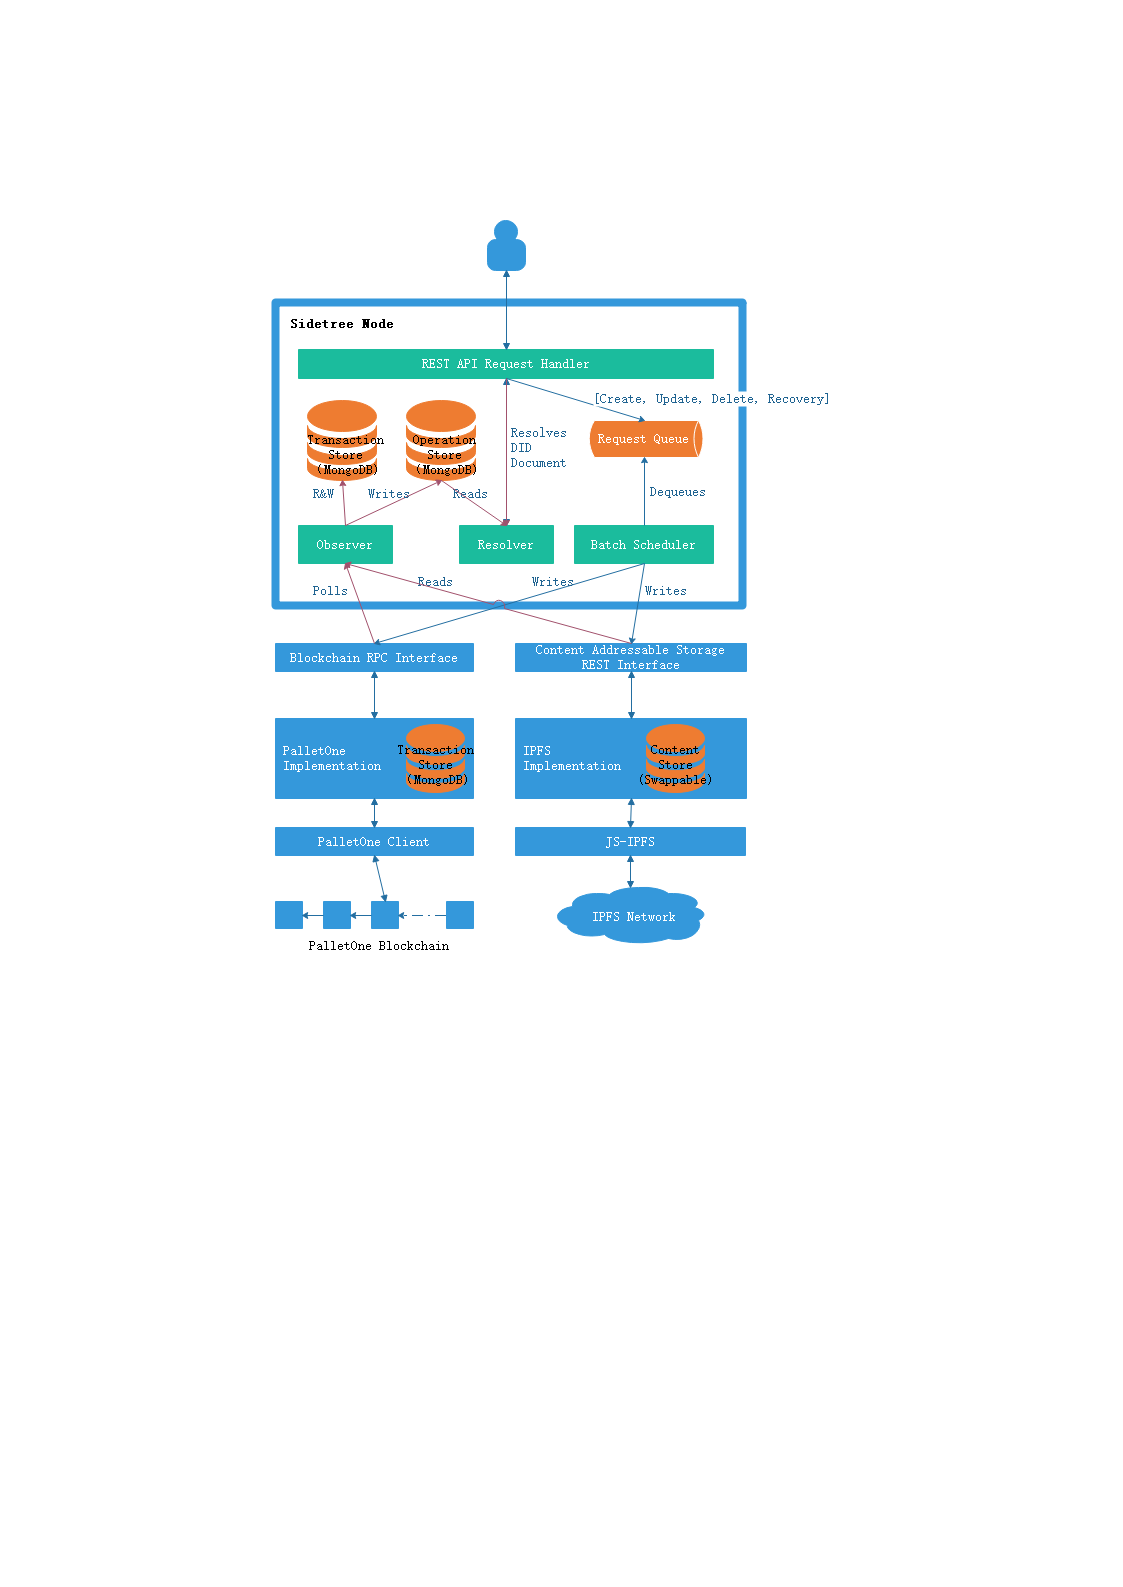 Sidetree Node
REST API Request Handler
[Create, Update, Delete, Recovery]
Transaction
Store
(MongoDB)
Operation
Store
(MongoDB)
Resolves
DID
Document
Request Queue
R&W
Writes
Reads
Dequeues
Observer
Resolver
Batch Scheduler
Polls
Reads
Writes
Writes
Blockchain RPC Interface
Content Addressable Storage
REST Interface
PalletOne
Implementation
Transaction
Store
(MongoDB)
IPFS
Implementation
Content
Store
(Swappable)
PalletOne Client
JS-IPFS
IPFS Network
PalletOne Blockchain